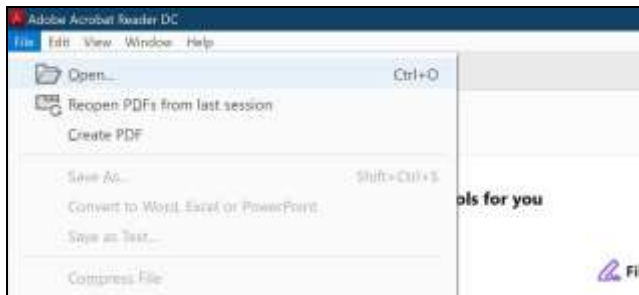 Adobe Acrobat Reader DC
File Edit View Window Help
Open... Ctrl+O
Reopen PDFs from last session
Create PDF
Save As... Shift+Ctrl+S
Convert to Word, Excel or PowerPoint
Save as Text...
Compress File
ols for you
Fi